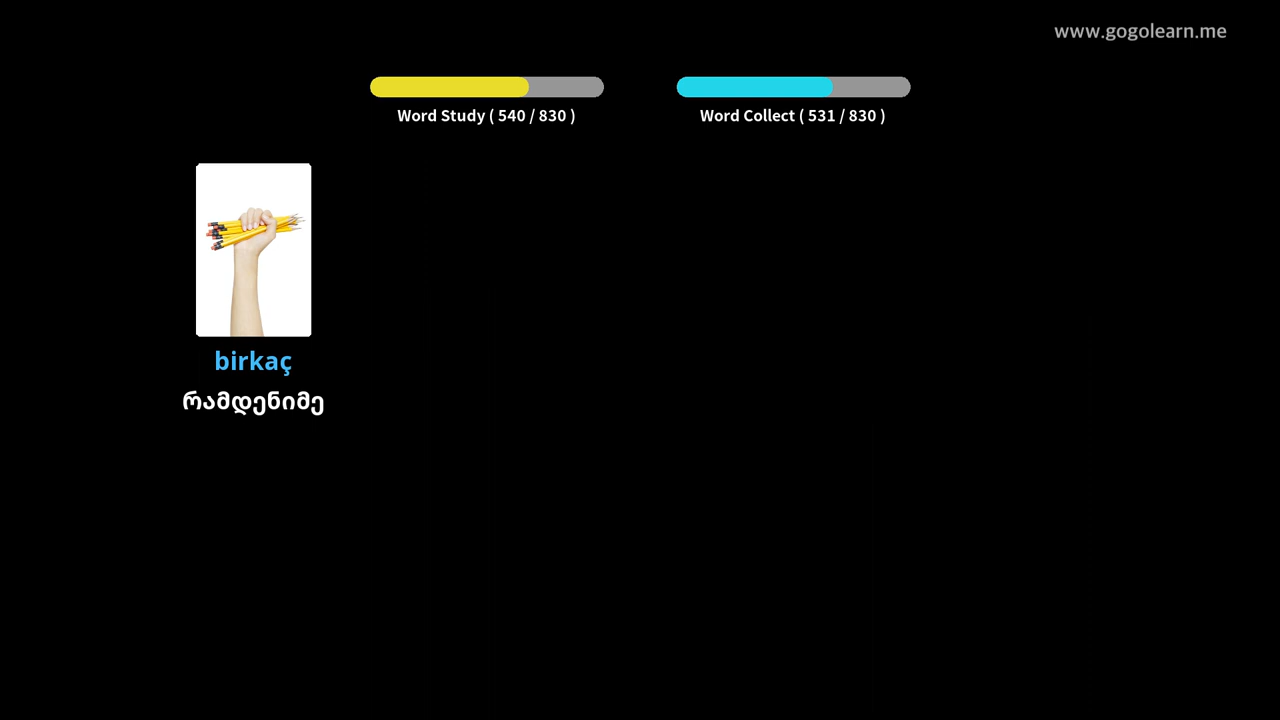 www.gogolearn.me
Word Study ( 540 / 830 )
Word Collect ( 531 / 830 )
birkaç
რამდენიმე